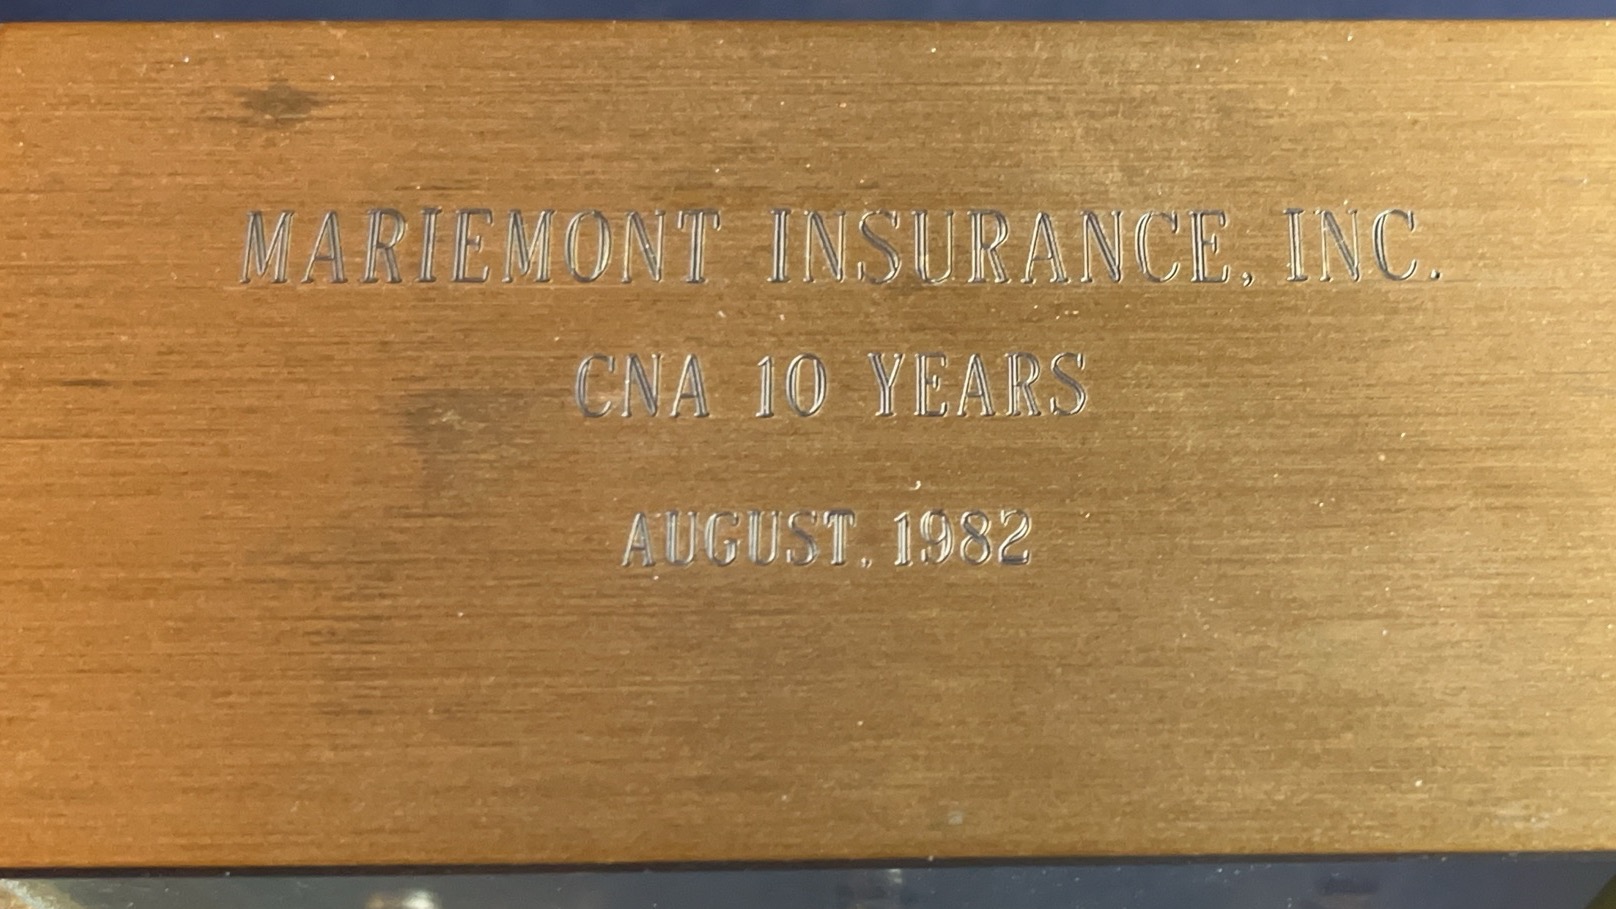 MARIEMONT INSURANCE, INC.
CNA 10 YEARS
AUGUST, 1982